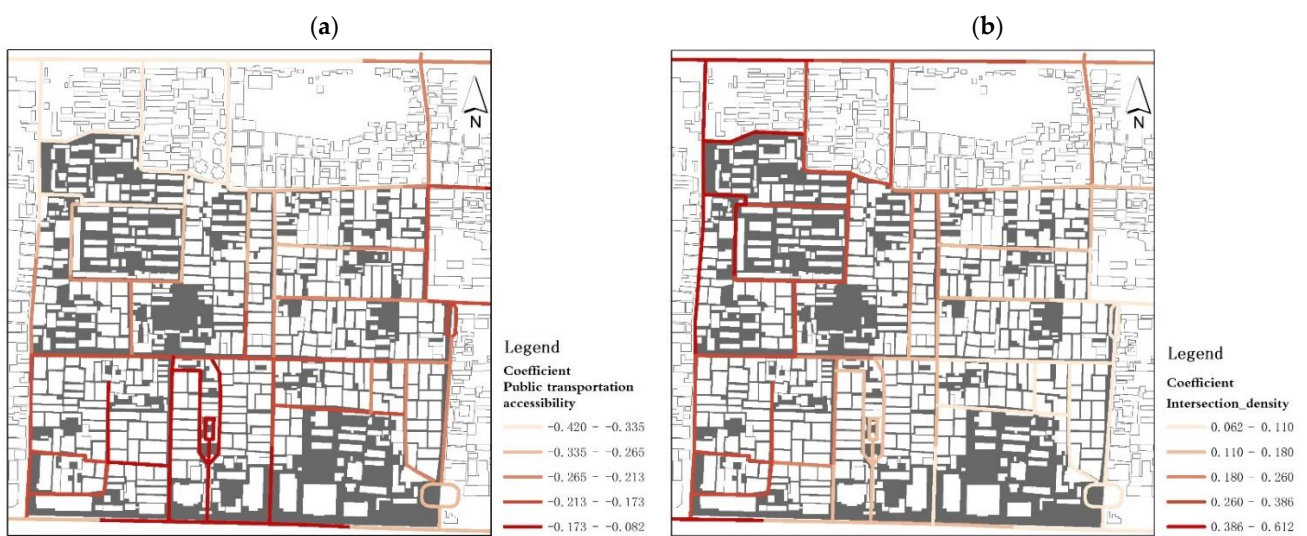 (a)
(b)
N
N
Legend
Coefficient
Public transportation
accessibility
-0. 420 - -0. 335
-0. 335 - -0. 265
-0. 265 - -0. 213
-0. 213 - -0. 173
-0. 173 - -0. 082
Legend
Coefficient
Intersection_density
0. 062 - 0. 110
0. 110 - 0. 180
0. 180 - 0. 260
0. 260 - 0. 386
0. 386 - 0. 612